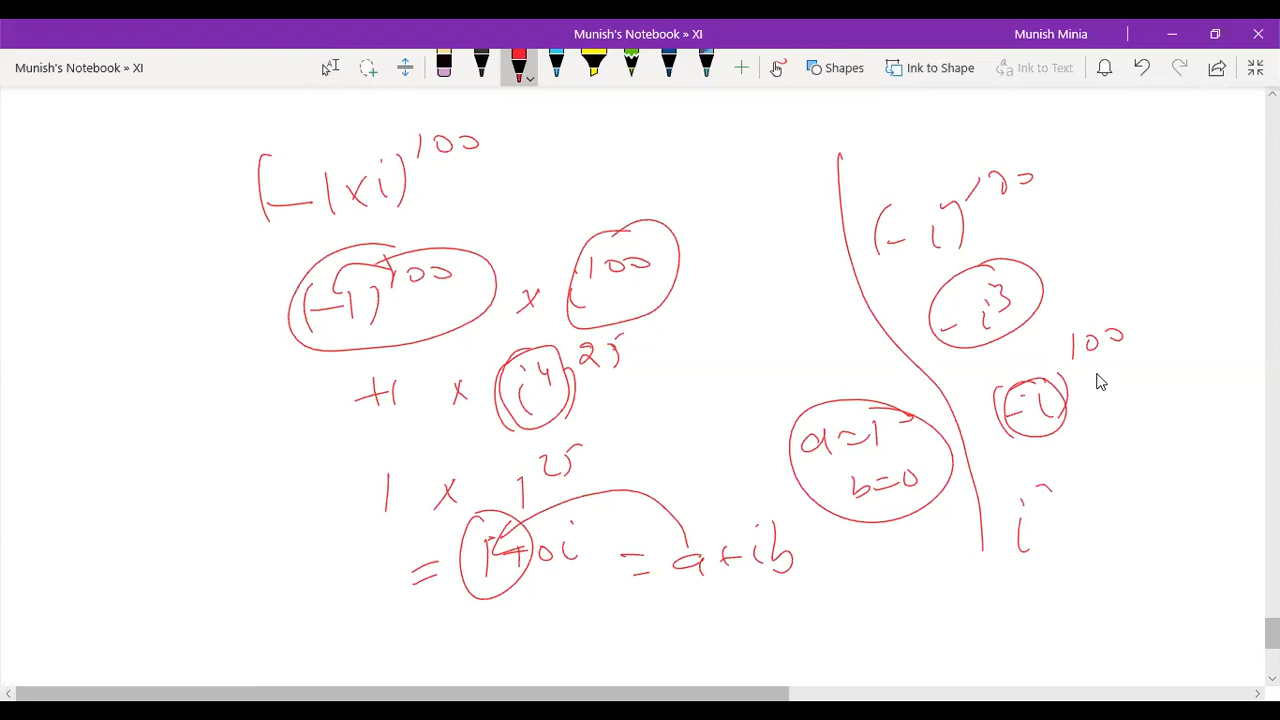 Munish's Notebook » XI
Munish Minia
Munish's Notebook » XI
Shapes
Ink to Shape
Ink to Text
(-1xi)^100
(-1)^100 x i^100
+1 x (i^4)^25
1 x 1^25
= 1+0i = a+ib
a=1
b=0
(-i)^100
-i^3
(-i)^100
i